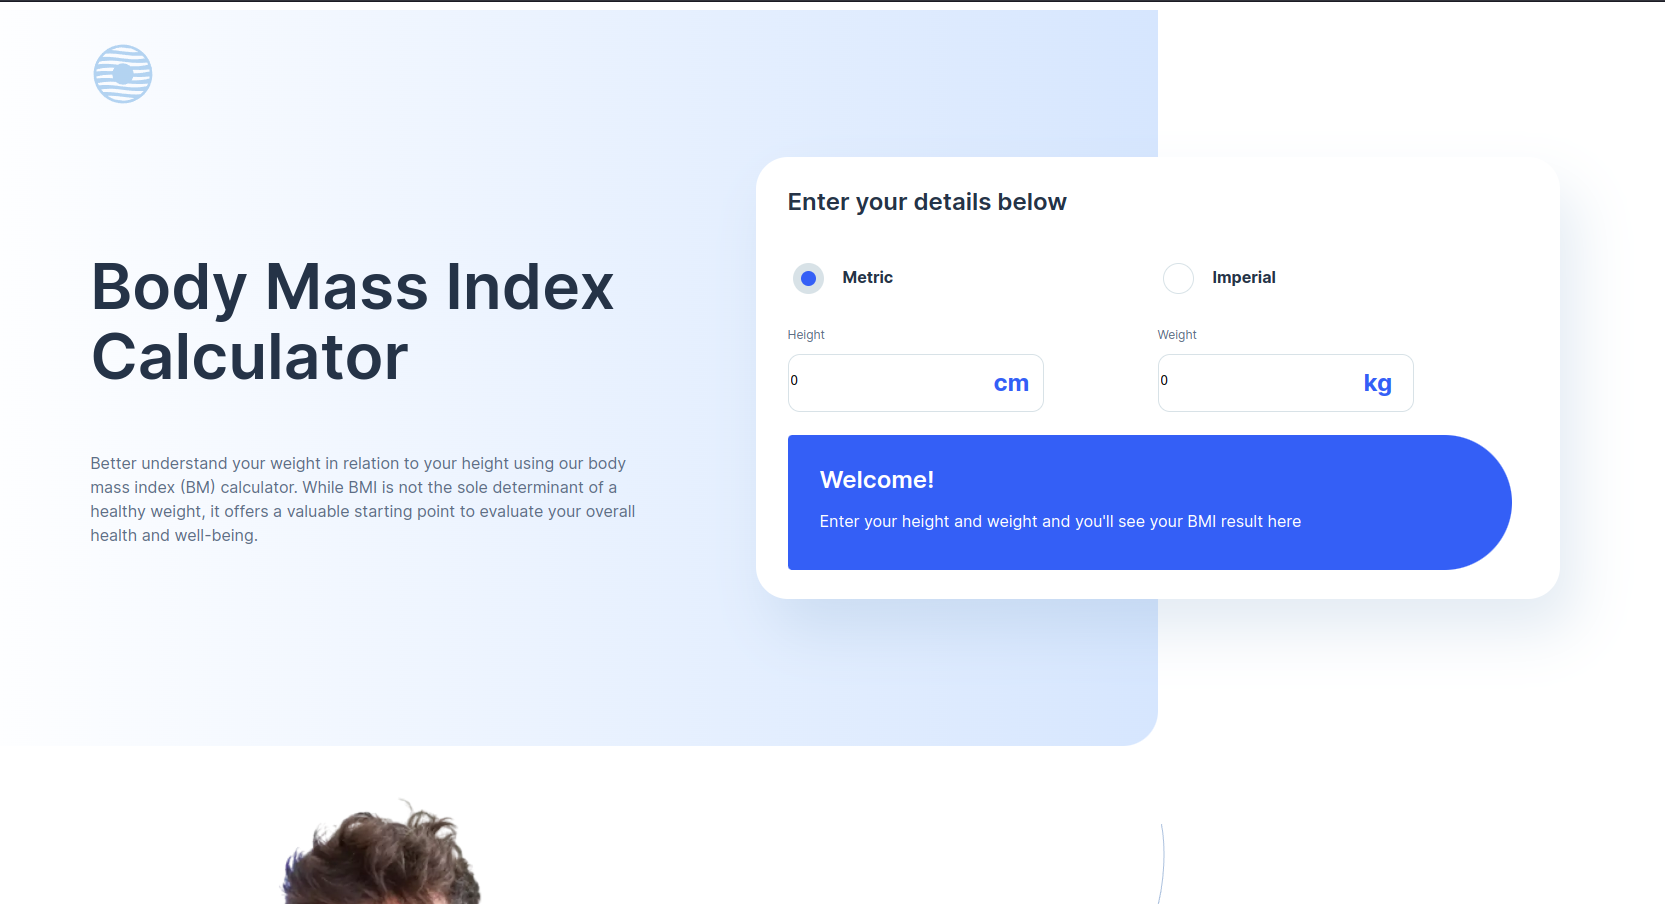 Body Mass Index
Calculator
Better understand your weight in relation to your height using our body
mass index (BM) calculator. While BMI is not the sole determinant of a
healthy weight, it offers a valuable starting point to evaluate your overall
health and well-being.
Enter your details below
Metric
Imperial
Height
Weight
0 cm
0 kg
Welcome!
Enter your height and weight and you'll see your BMI result here